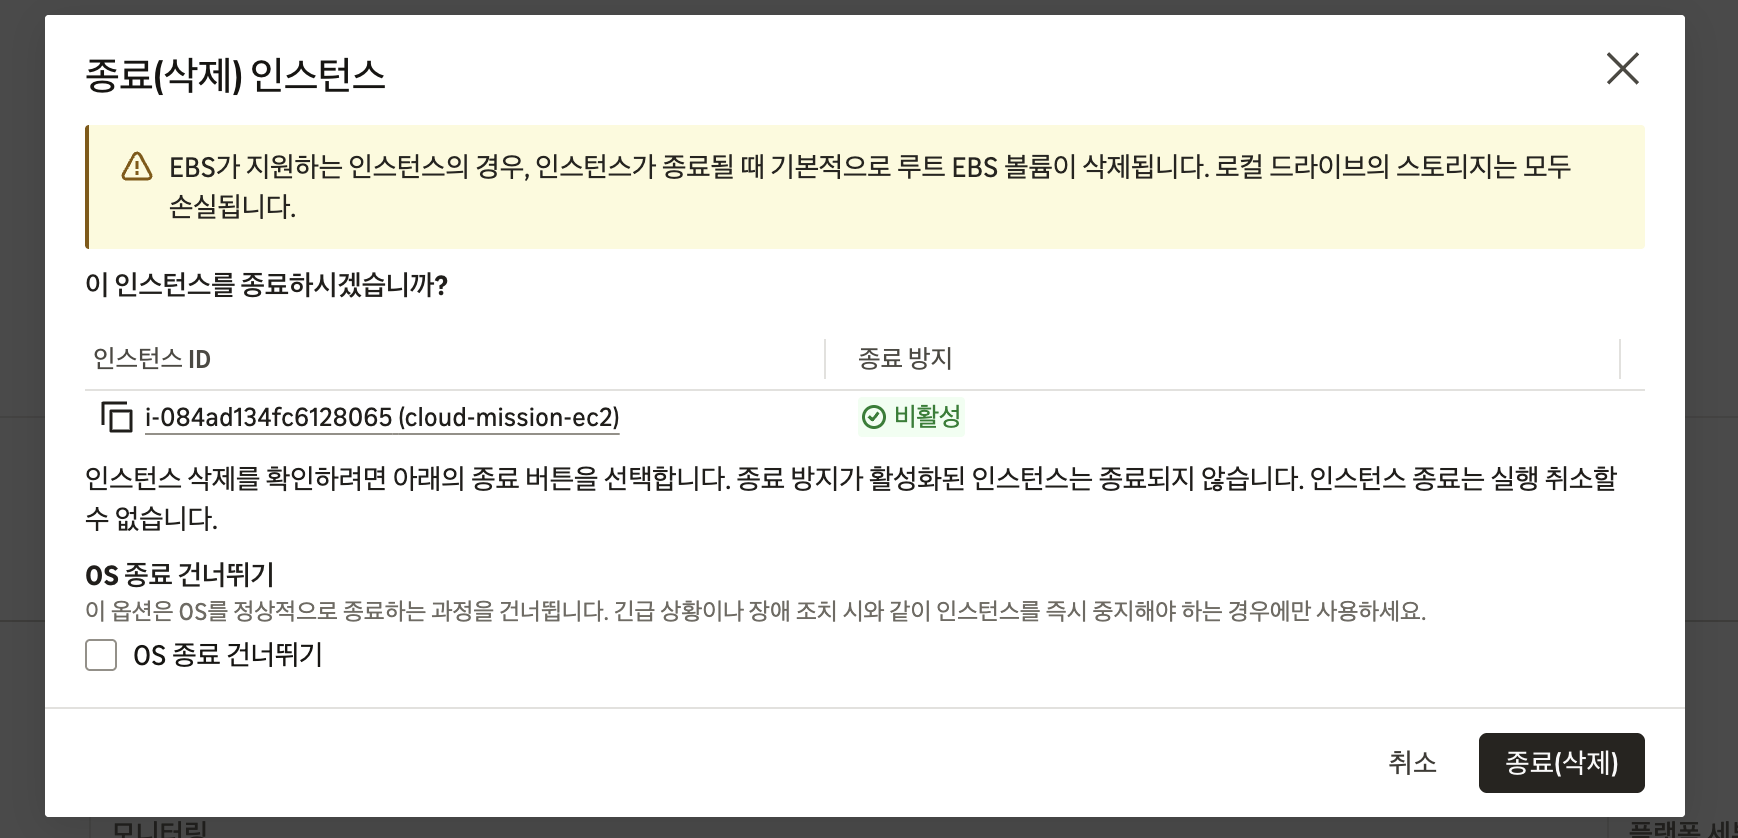 종료(삭제) 인스턴스
EBS가 지원하는 인스턴스의 경우, 인스턴스가 종료될 때 기본적으로 루트 EBS 볼륨이 삭제됩니다. 로컬 드라이브의 스토리지는 모두
손실됩니다.
이 인스턴스를 종료하시겠습니까?
인스턴스 ID
종료 방지
i-084ad134fc6128065 (cloud-mission-ec2)
비활성
인스턴스 삭제를 확인하려면 아래의 종료 버튼을 선택합니다. 종료 방지가 활성화된 인스턴스는 종료되지 않습니다. 인스턴스 종료는 실행 취소할
수 없습니다.
OS 종료 건너뛰기
이 옵션은 OS를 정상적으로 종료하는 과정을 건너뜁니다. 긴급 상황이나 장애 조치 시와 같이 인스턴스를 즉시 중지해야 하는 경우에만 사용하세요.
OS 종료 건너뛰기
취소
종료(삭제)
모니터링
플랫폼